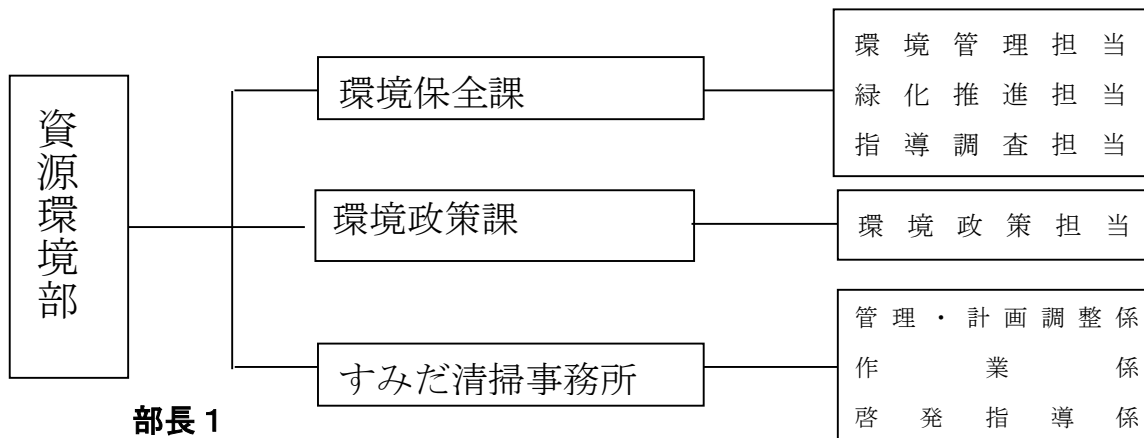 資源環境部
部長1
環境保全課
環境管理担当
緑化推進担当
指導調査担当
環境政策課
環境政策担当
すみだ清掃事務所
管理・計画調整係
作業係
啓発指導係